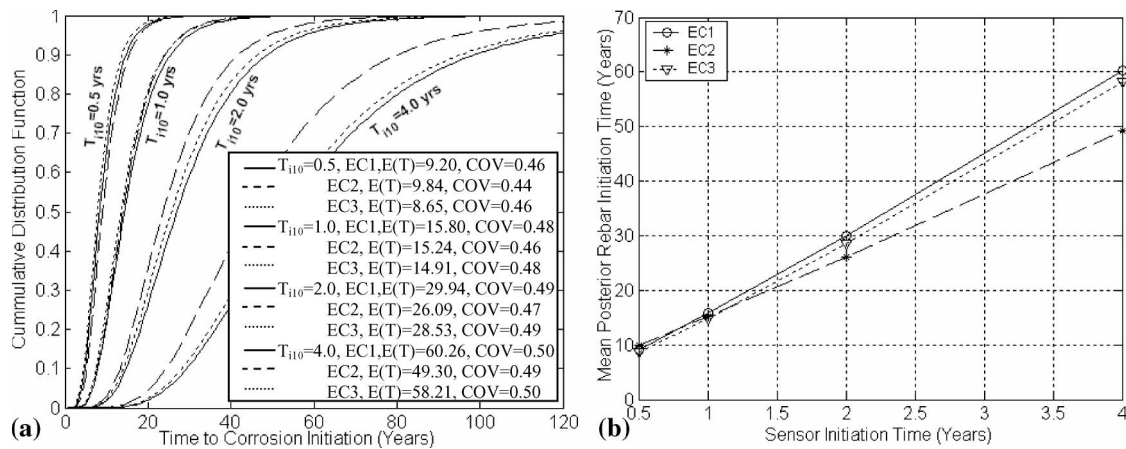 Cummulative Distribution Function
1
0.9
0.8
0.7
0.6
0.5
0.4
0.3
0.2
0.1
0
Ti10=0.5 yrs
Ti10=1.0 yrs
Ti10=2.0 yrs
Ti10=4.0 yrs
Ti10=0.5, EC1,E(T)=9.20, COV=0.46
EC2, E(T)=9.84, COV=0.44
EC3, E(T)=8.65, COV=0.46
Ti10=1.0, EC1,E(T)=15.80, COV=0.48
EC2, E(T)=15.24, COV=0.46
EC3, E(T)=14.91, COV=0.48
Ti10=2.0, EC1,E(T)=29.94, COV=0.49
EC2, E(T)=26.09, COV=0.47
EC3, E(T)=28.53, COV=0.49
Ti10=4.0, EC1,E(T)=60.26, COV=0.50
EC2, E(T)=49.30, COV=0.49
EC3, E(T)=58.21, COV=0.50
0 20 40 60 80 100 120
(a) Time to Corrosion Initiation (Years)
Mean Posterior Rebar Initiation Time (Years)
70
60
50
40
30
20
10
0
EC1
EC2
EC3
0.5 1 1.5 2 2.5 3 3.5 4
(b) Sensor Initiation Time (Years)